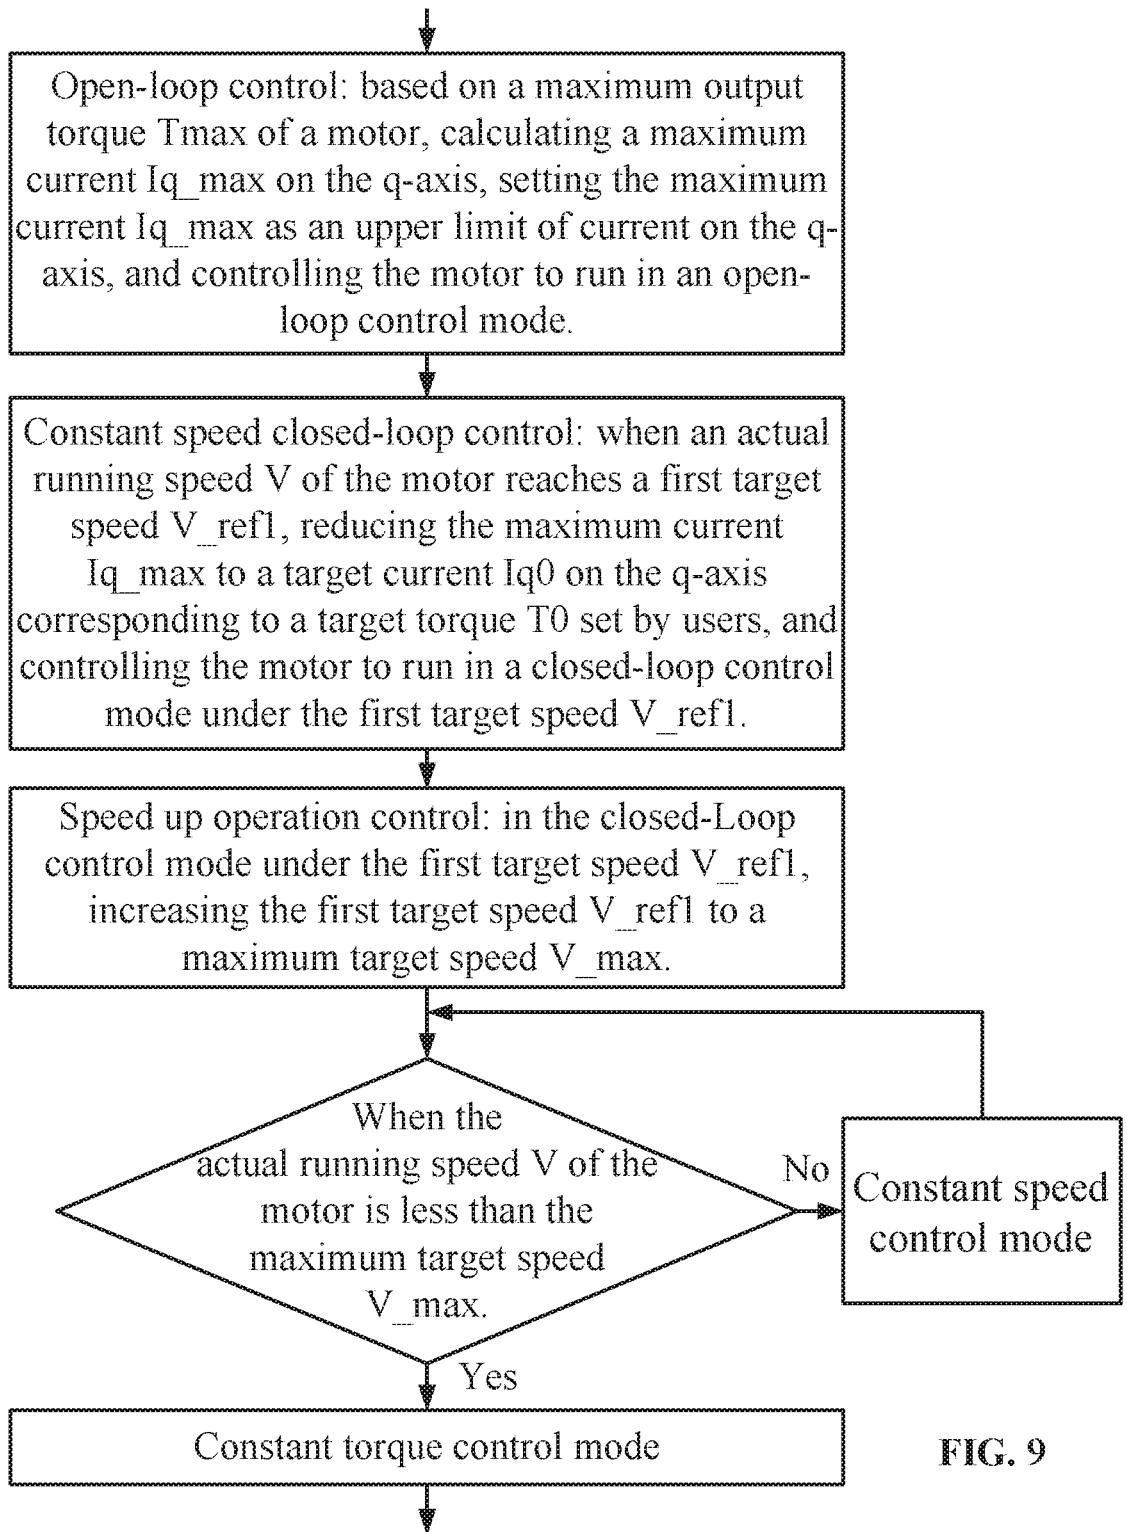 Open-loop control: based on a maximum output
torque Tmax of a motor, calculating a maximum
current Iq_max on the q-axis, setting the maximum
current Iq_max as an upper limit of current on the q-
axis, and controlling the motor to run in an open-
loop control mode.
Constant speed closed-loop control: when an actual
running speed V of the motor reaches a first target
speed V_ref1, reducing the maximum current
Iq_max to a target current Iq0 on the q-axis
corresponding to a target torque T0 set by users, and
controlling the motor to run in a closed-loop control
mode under the first target speed V_ref1.
Speed up operation control: in the closed-Loop
control mode under the first target speed V_ref1,
increasing the first target speed V_ref1 to a
maximum target speed V_max.
When the
actual running speed V of the
motor is less than the
maximum target speed
V_max.
No
Constant speed
control mode
Yes
Constant torque control mode
FIG. 9